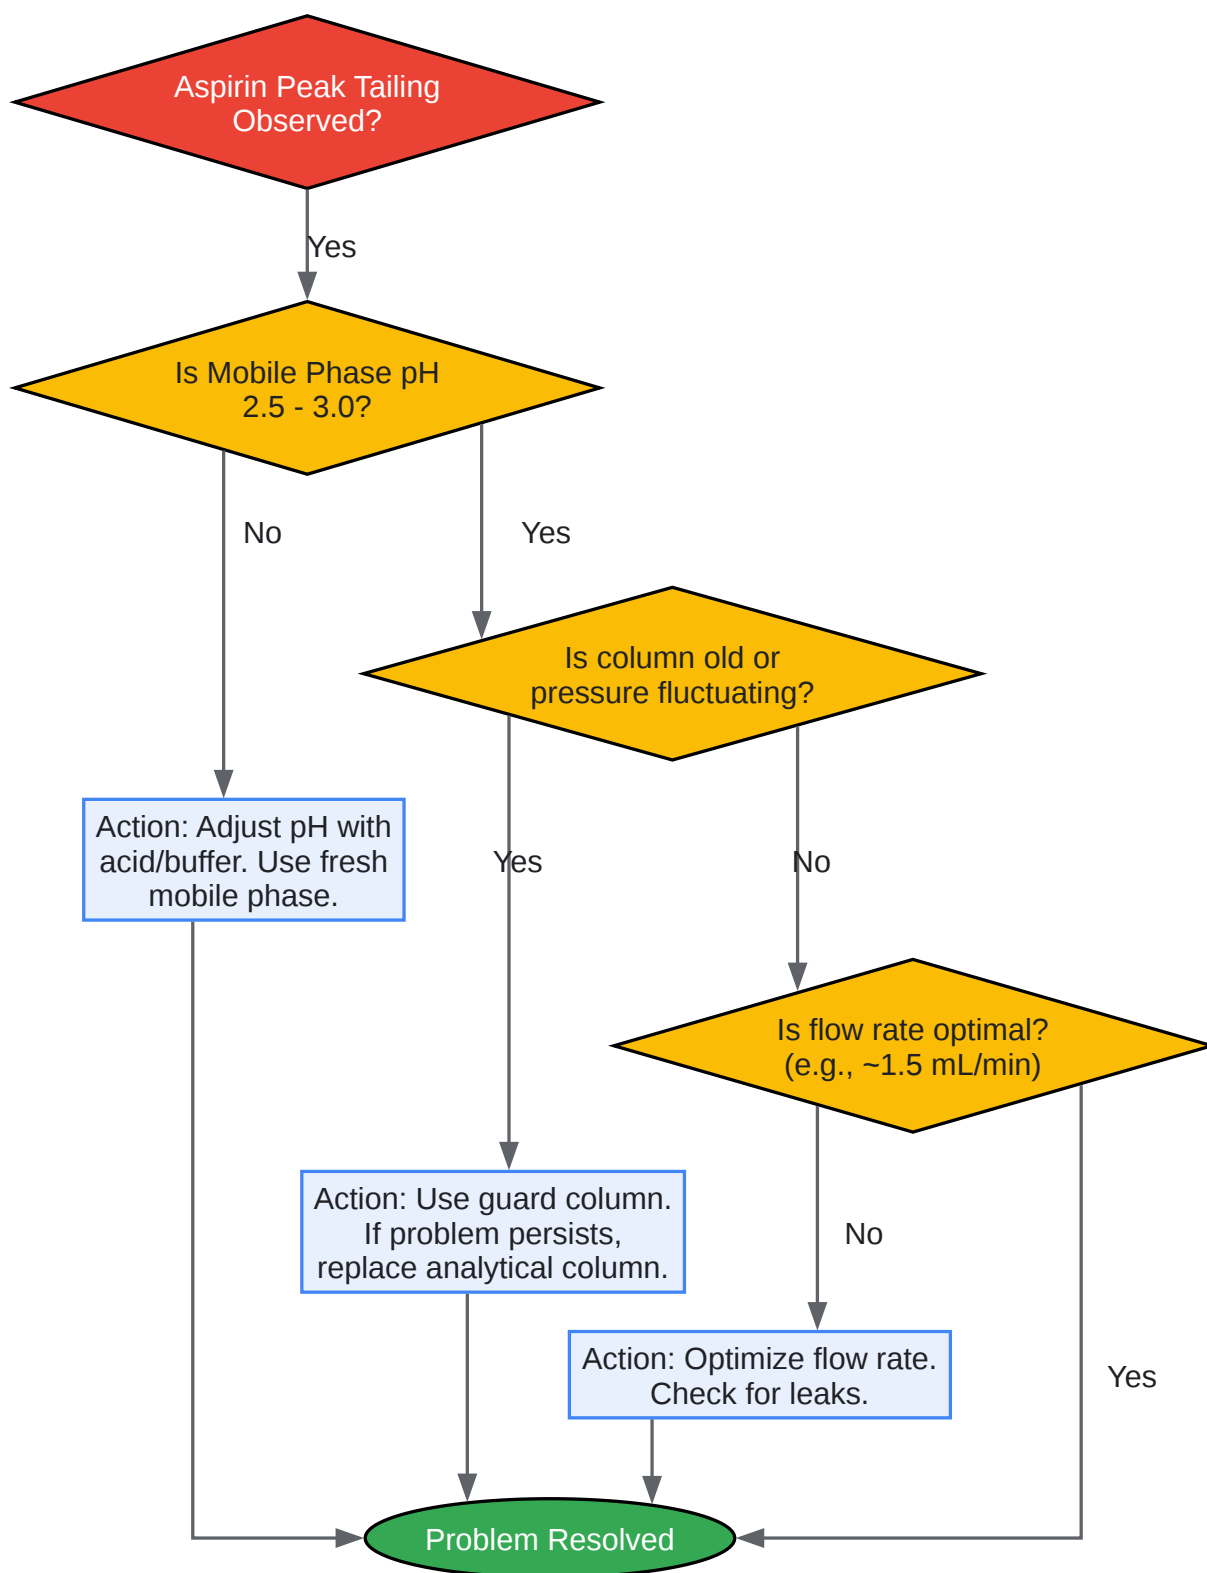 Aspirin Peak Tailing
Observed?
Yes
Is Mobile Phase pH
2.5 - 3.0?
No
Yes
Is column old or
pressure fluctuating?
Action: Adjust pH with
acid/buffer. Use fresh
mobile phase.
Yes
No
Is flow rate optimal?
(e.g., ~1.5 mL/min)
Action: Use guard column.
If problem persists,
replace analytical column.
No
Action: Optimize flow rate.
Check for leaks.
Yes
Problem Resolved